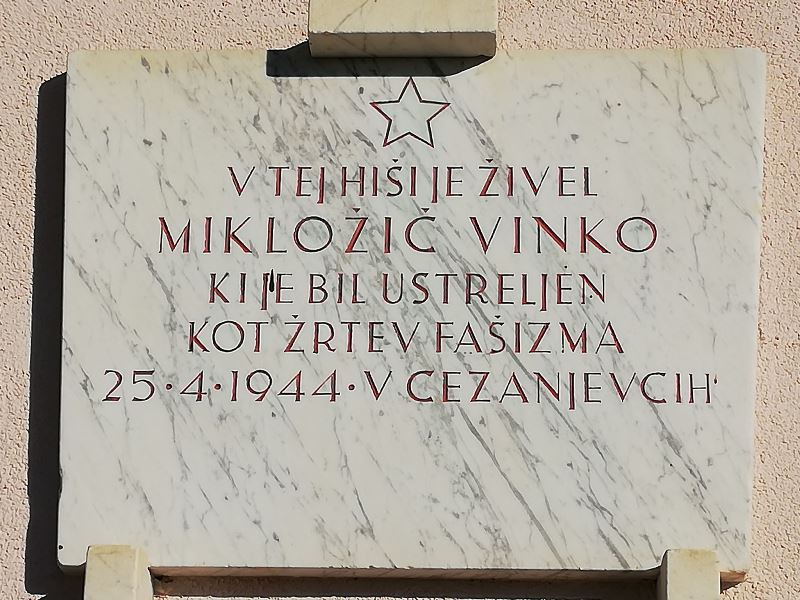 V TEJ HIŠI JE ŽIVEL
MIKLOŽIČ VINKO
KI JE BIL USTRELJEN
KOT ŽRTEV FAŠIZMA
25·4·1944·V CEZANJEVCIH